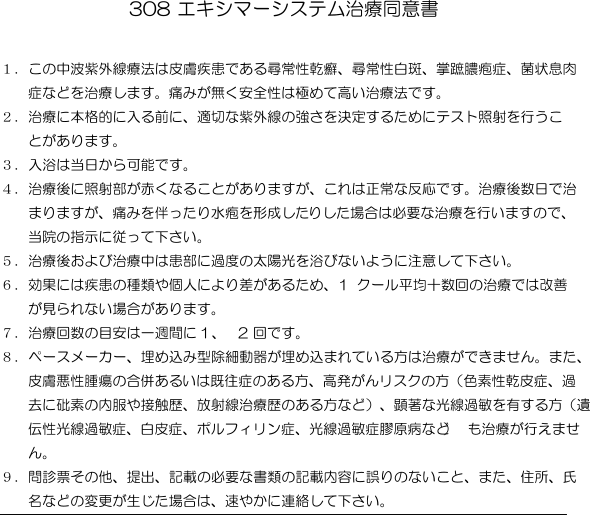 308 エキシマーシステム治療同意書
１．この中波紫外線療法は皮膚疾患である尋常性乾癬、尋常性白斑、掌蹠膿疱症、菌状息肉
症などを治療します。痛みが無く安全性は極めて高い治療法です。
２．治療に本格的に入る前に、適切な紫外線の強さを決定するためにテスト照射を行うこ
とがあります。
３．入浴は当日から可能です。
４．治療後に照射部が赤くなることがありますが、これは正常な反応です。治療後数日で治
まりますが、痛みを伴ったり水疱を形成したりした場合は必要な治療を行いますので、
当院の指示に従って下さい。
５．治療後および治療中は患部に過度の太陽光を浴びないように注意して下さい。
６．効果には疾患の種類や個人により差があるため、１ クール平均十数回の治療では改善
が見られない場合があります。
７．治療回数の目安は一週間に１、 ２回です。
８．ペースメーカー、埋め込み型除細動器が埋め込まれている方は治療ができません。また、
皮膚悪性腫瘍の合併あるいは既往症のある方、高発がんリスクの方（色素性乾皮症、過
去に砒素の内服や接触歴、放射線治療歴のある方など）、顕著な光線過敏を有する方（遺
伝性光線過敏症、白皮症、ポルフィリン症、光線過敏症膠原病など） も治療が行えませ
ん。
９．問診票その他、提出、記載の必要な書類の記載内容に誤りのないこと、また、住所、氏
名などの変更が生じた場合は、速やかに連絡して下さい。